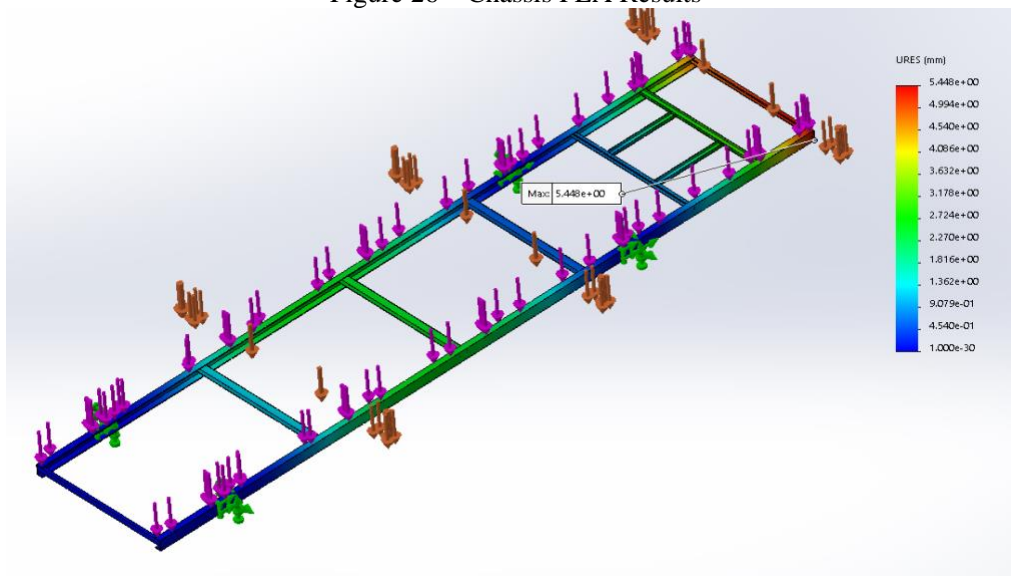 Figure 26 – Chassis FEA Results
URES (mm)
5.448e+00
4.994e+00
4.540e+00
4.086e+00
3.632e+00
3.178e+00
2.724e+00
2.270e+00
1.816e+00
1.362e+00
9.079e-01
4.540e-01
1.000e-30
Max: 5.448e+00